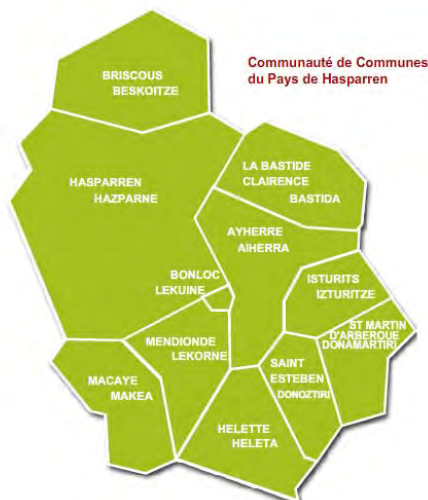 Communauté de Communes
du Pays de Hasparren
BRISCOUS
BESKOITZE
LA BASTIDE
CLAIRENCE
BASTIDA
HASPARREN
HAZPARNE
AYHERRE
AIHERRA
BONLOC
LEKUINE
ISTURITS
IZTURITZE
ST MARTIN
D'ARBEROUE
DONAMARTIRI
MENDIONDE
LEKORNE
SAINT
ESTEBEN
DONOZTIRI
MACAYE
MAKEA
HELETTE
HELETA